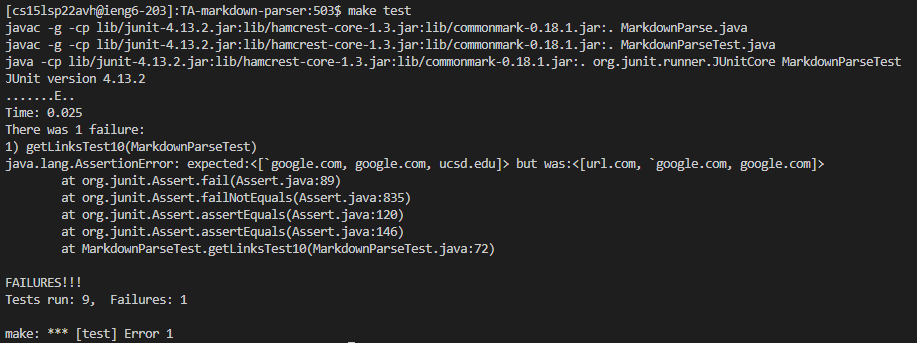 [cs15lsp22avh@ieng6-203]:TA-markdown-parser:503$ make test
javac -g -cp lib/junit-4.13.2.jar:lib/hamcrest-core-1.3.jar:lib/commonmark-0.18.1.jar:. MarkdownParse.java
javac -g -cp lib/junit-4.13.2.jar:lib/hamcrest-core-1.3.jar:lib/commonmark-0.18.1.jar:. MarkdownParseTest.java
java -cp lib/junit-4.13.2.jar:lib/hamcrest-core-1.3.jar:lib/commonmark-0.18.1.jar:. org.junit.runner.JUnitCore MarkdownParseTest
JUnit version 4.13.2
.......E..
Time: 0.025
There was 1 failure:
1) getLinksTest10(MarkdownParseTest)
java.lang.AssertionError: expected:<[`google.com, google.com, ucsd.edu]> but was:<[url.com, `google.com, google.com]>
        at org.junit.Assert.fail(Assert.java:89)
        at org.junit.Assert.failNotEquals(Assert.java:835)
        at org.junit.Assert.assertEquals(Assert.java:120)
        at org.junit.Assert.assertEquals(Assert.java:146)
        at MarkdownParseTest.getLinksTest10(MarkdownParseTest.java:72)
FAILURES!!!
Tests run: 9,  Failures: 1
make: *** [test] Error 1